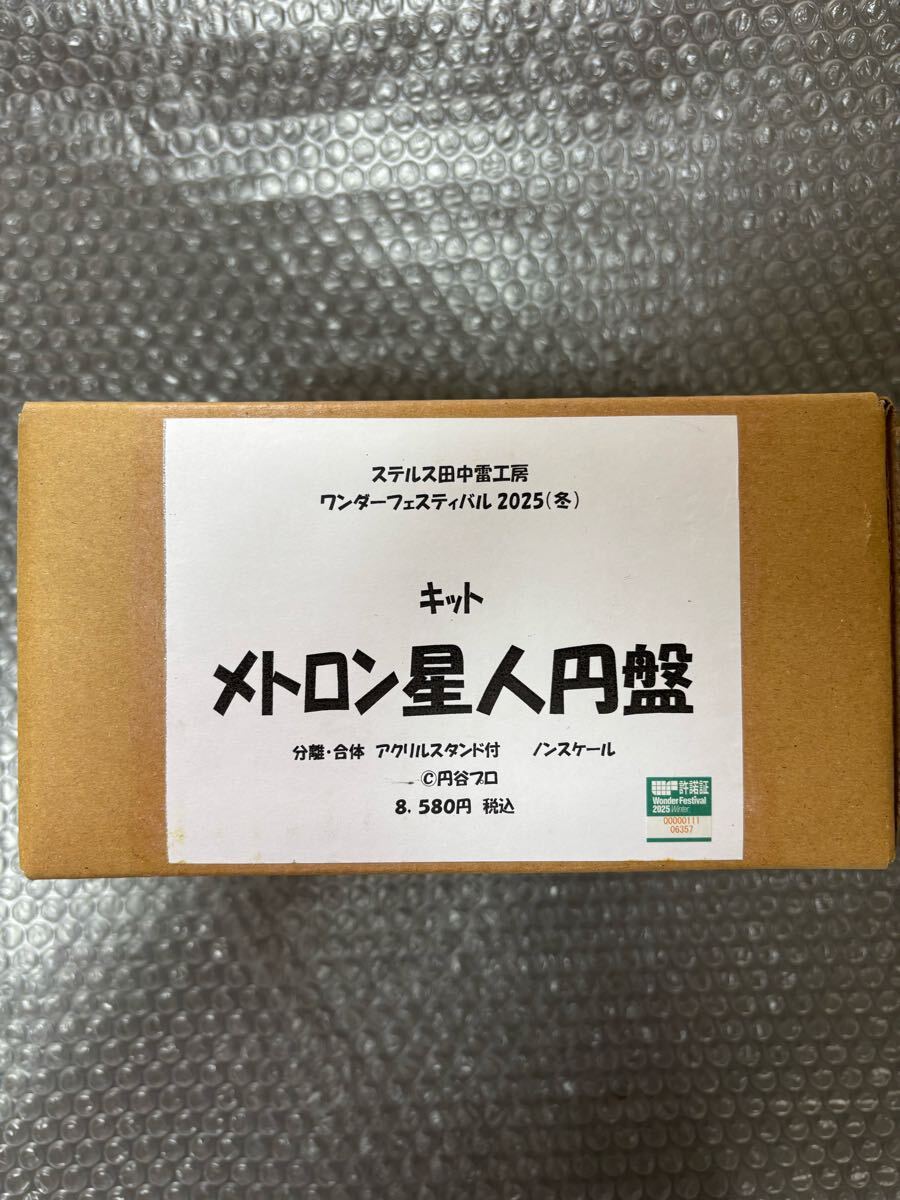 ステルス田中雷工房
ワンダーフェスティバル 2025(冬)
キット
メトロン星人円盤
分離・合体 アクリルスタンド付 ノンスケール
©円谷プロ
8.580円 税込
許諾証
Wonder Festival
2025 Winter
00000111
06357